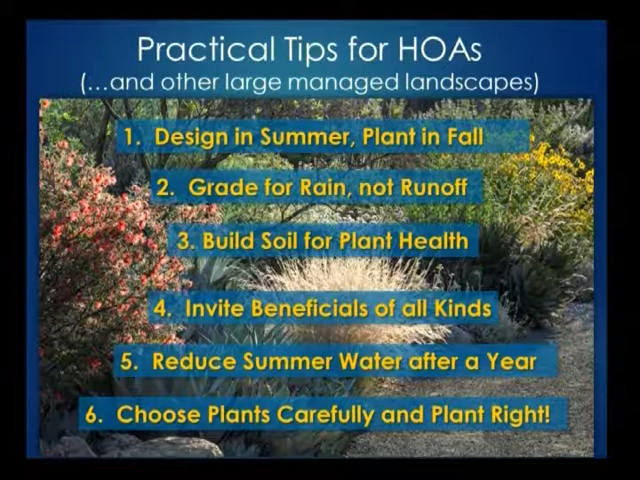 Practical Tips for HOAs
(...and other large managed landscapes)
1. Design in Summer, Plant in Fall
2. Grade for Rain, not Runoff
3. Build Soil for Plant Health
4. Invite Beneficials of all Kinds
5. Reduce Summer Water after a Year
6. Choose Plants Carefully and Plant Right!